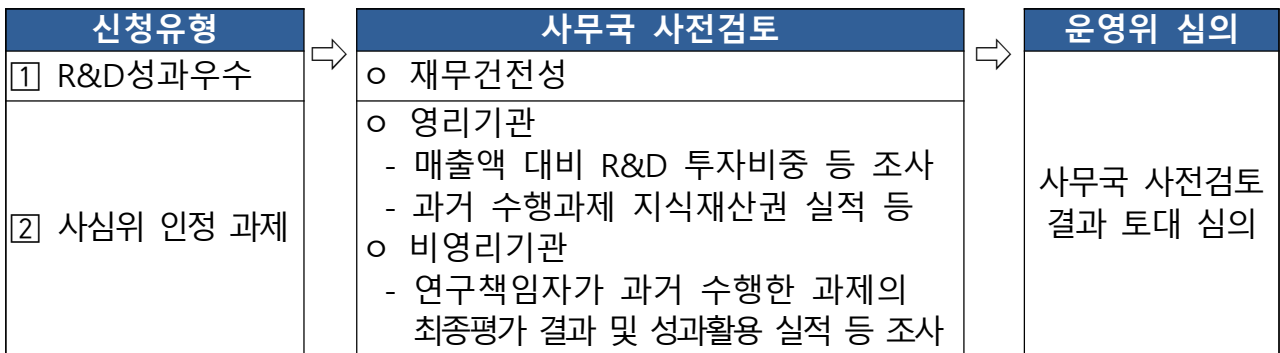 신청유형
⇨
사무국 사전검토
⇨
운영위 심의
1 R&D성과우수
ㅇ 재무건전성
2 사심위 인정 과제
ㅇ 영리기관
- 매출액 대비 R&D 투자비중 등 조사
- 과거 수행과제 지식재산권 실적 등
ㅇ 비영리기관
- 연구책임자가 과거 수행한 과제의
최종평가 결과 및 성과활용 실적 등 조사
사무국 사전검토
결과 토대 심의